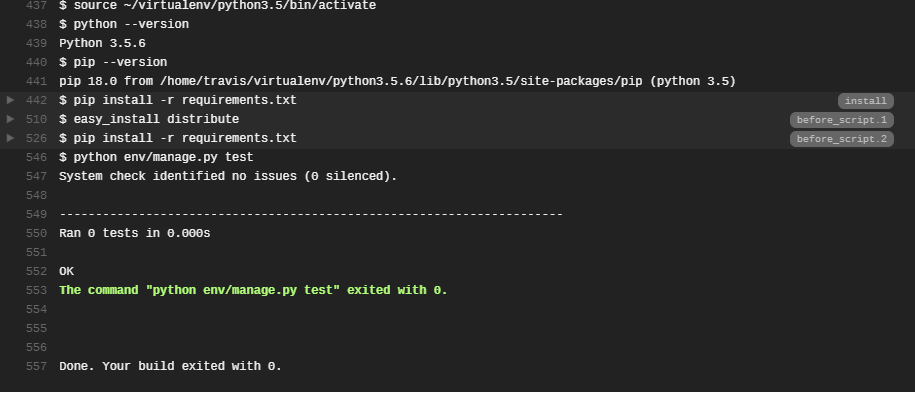 437 $ source ~/virtualenv/python3.5/bin/activate
438 $ python --version
439 Python 3.5.6
440 $ pip --version
441 pip 18.0 from /home/travis/virtualenv/python3.5.6/lib/python3.5/site-packages/pip (python 3.5)
442 $ pip install -r requirements.txt install
510 $ easy_install distribute before_script.1
526 $ pip install -r requirements.txt before_script.2
546 $ python env/manage.py test
547 System check identified no issues (0 silenced).
548
549 ----------------------------------------------------------------------
550 Ran 0 tests in 0.000s
551
552 OK
553 The command "python env/manage.py test" exited with 0.
554
555
556
557 Done. Your build exited with 0.